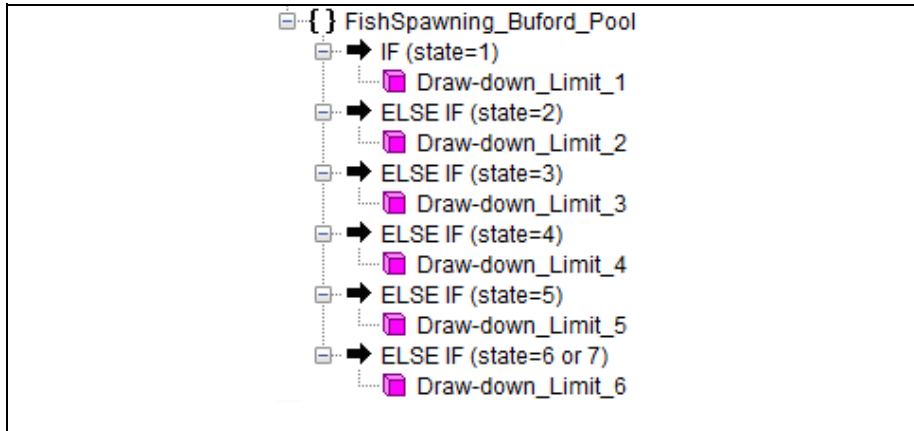 { } FishSpawning_Buford_Pool
IF (state=1)
Draw-down_Limit_1
ELSE IF (state=2)
Draw-down_Limit_2
ELSE IF (state=3)
Draw-down_Limit_3
ELSE IF (state=4)
Draw-down_Limit_4
ELSE IF (state=5)
Draw-down_Limit_5
ELSE IF (state=6 or 7)
Draw-down_Limit_6